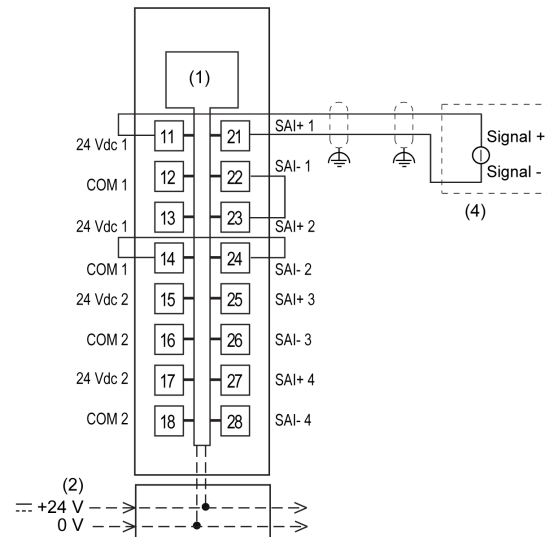 (1)
24 Vdc 1 11 21 SAI+ 1
COM 1 12 22 SAI- 1
24 Vdc 1 13 23 SAI+ 2
COM 1 14 24 SAI- 2
24 Vdc 2 15 25 SAI+ 3
COM 2 16 26 SAI- 3
24 Vdc 2 17 27 SAI+ 4
COM 2 18 28 SAI- 4
Signal +
Signal -
(4)
(2)
+24 V
0 V